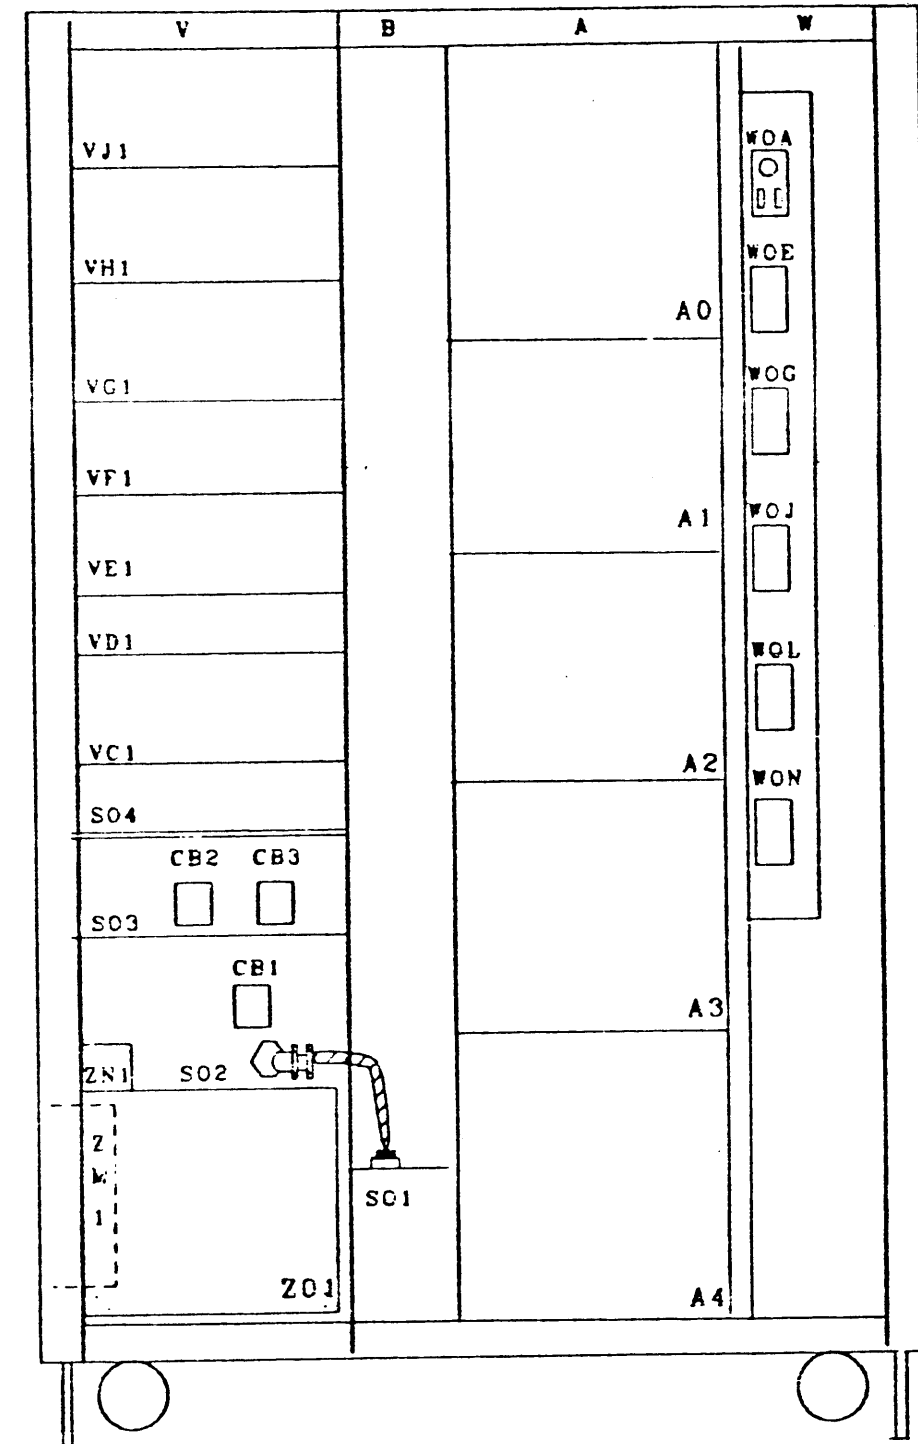 V B A W
VJ1
WOA
VH1
WOE
A0
VG1
WOG
VF1
A1
WOJ
VE1
VD1
WOL
VC1
A2
WON
SO4
CB2 CB3
SO3
CB1
A3
ZN1 SO2
Z
M
1
SO1
ZO1
A4